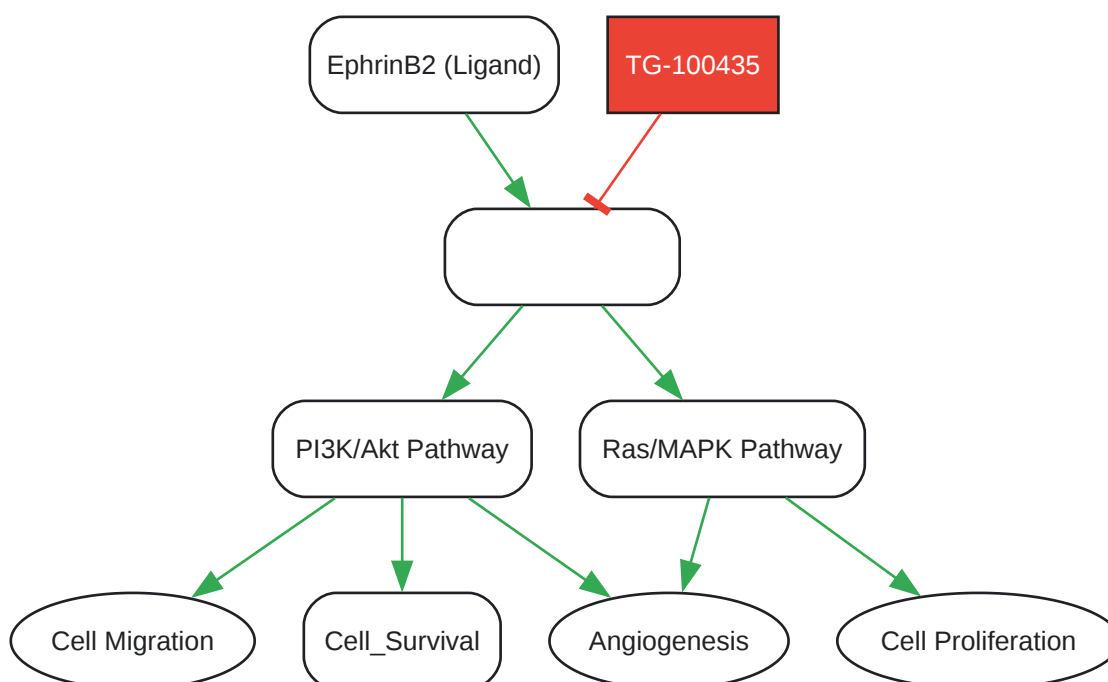 EphrinB2 (Ligand)
TG-100435
PI3K/Akt Pathway
Ras/MAPK Pathway
Cell Migration
Cell_Survival
Angiogenesis
Cell Proliferation